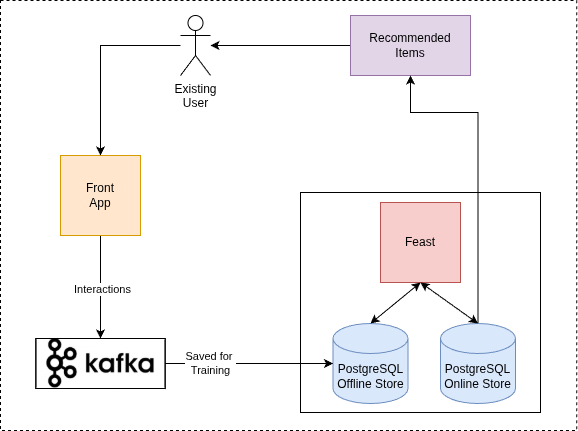 Recommended
Items
Existing
User
Front
App
Feast
Interactions
kafka
Saved for
Training
PostgreSQL
Offline Store
PostgreSQL
Online Store